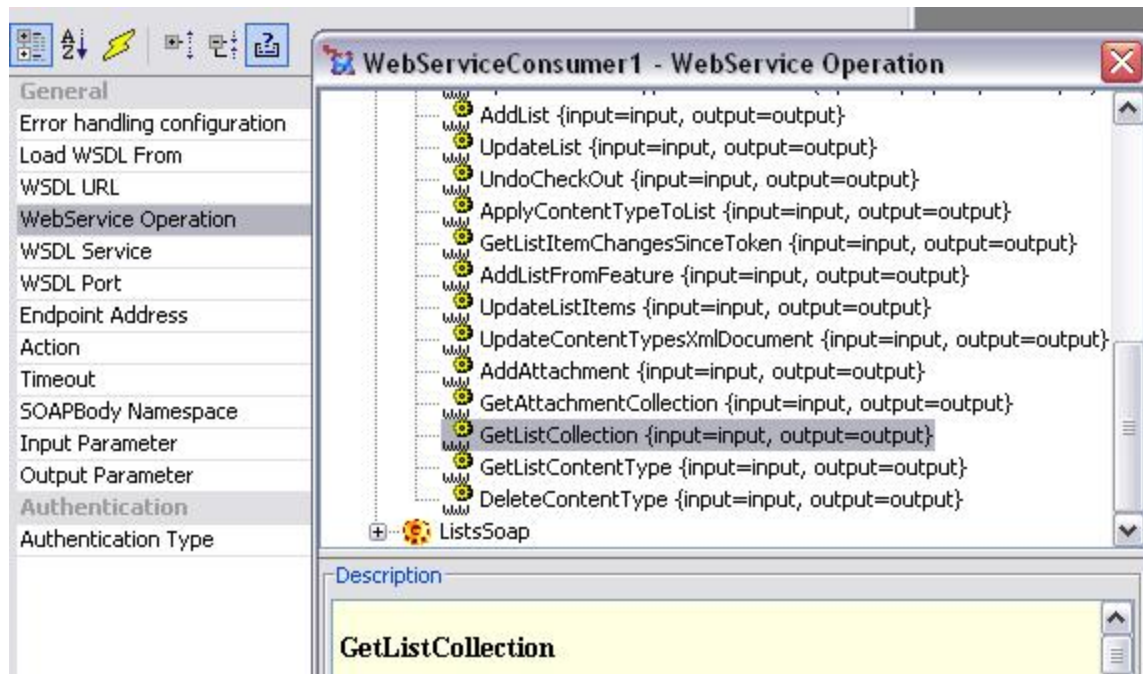 WebServiceConsumer1 - WebService Operation
General
Error handling configuration
Load WSDL From
WSDL URL
WebService Operation
WSDL Service
WSDL Port
Endpoint Address
Action
Timeout
SOAPBody Namespace
Input Parameter
Output Parameter
Authentication
Authentication Type
AddList {input=input, output=output}
UpdateList {input=input, output=output}
UndoCheckOut {input=input, output=output}
ApplyContentTypeToList {input=input, output=output}
GetListItemChangesSinceToken {input=input, output=output}
AddListFromFeature {input=input, output=output}
UpdateListItems {input=input, output=output}
UpdateContentTypesXmlDocument {input=input, output=output}
AddAttachment {input=input, output=output}
GetAttachmentCollection {input=input, output=output}
GetListCollection {input=input, output=output}
GetListContentType {input=input, output=output}
DeleteContentType {input=input, output=output}
ListsSoap
Description
GetListCollection